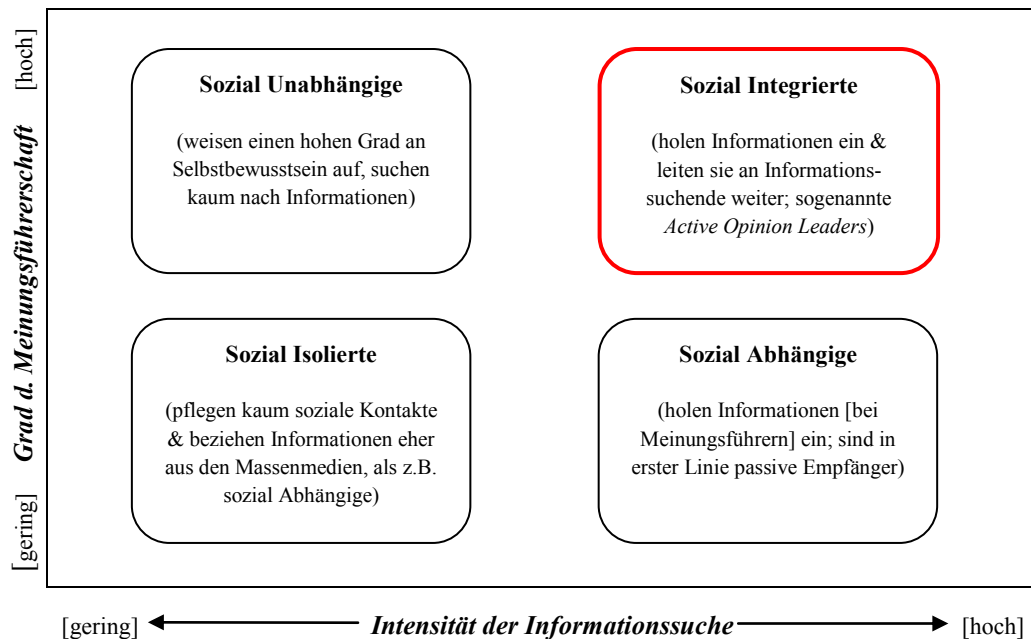 [hoch]
Grad d. Meinungsführerschaft
[gering]
Sozial Unabhängige
(weisen einen hohen Grad an
Selbstbewusstsein auf, suchen
kaum nach Informationen)
Sozial Integrierte
(holen Informationen ein &
leiten sie an Informations-
suchende weiter; sogenannte
Active Opinion Leaders)
Sozial Isolierte
(pflegen kaum soziale Kontakte
& beziehen Informationen eher
aus den Massenmedien, als z.B.
sozial Abhängige)
Sozial Abhängige
(holen Informationen [bei
Meinungsführern] ein; sind in
erster Linie passive Empfänger)
[gering] Intensität der Informationssuche [hoch]